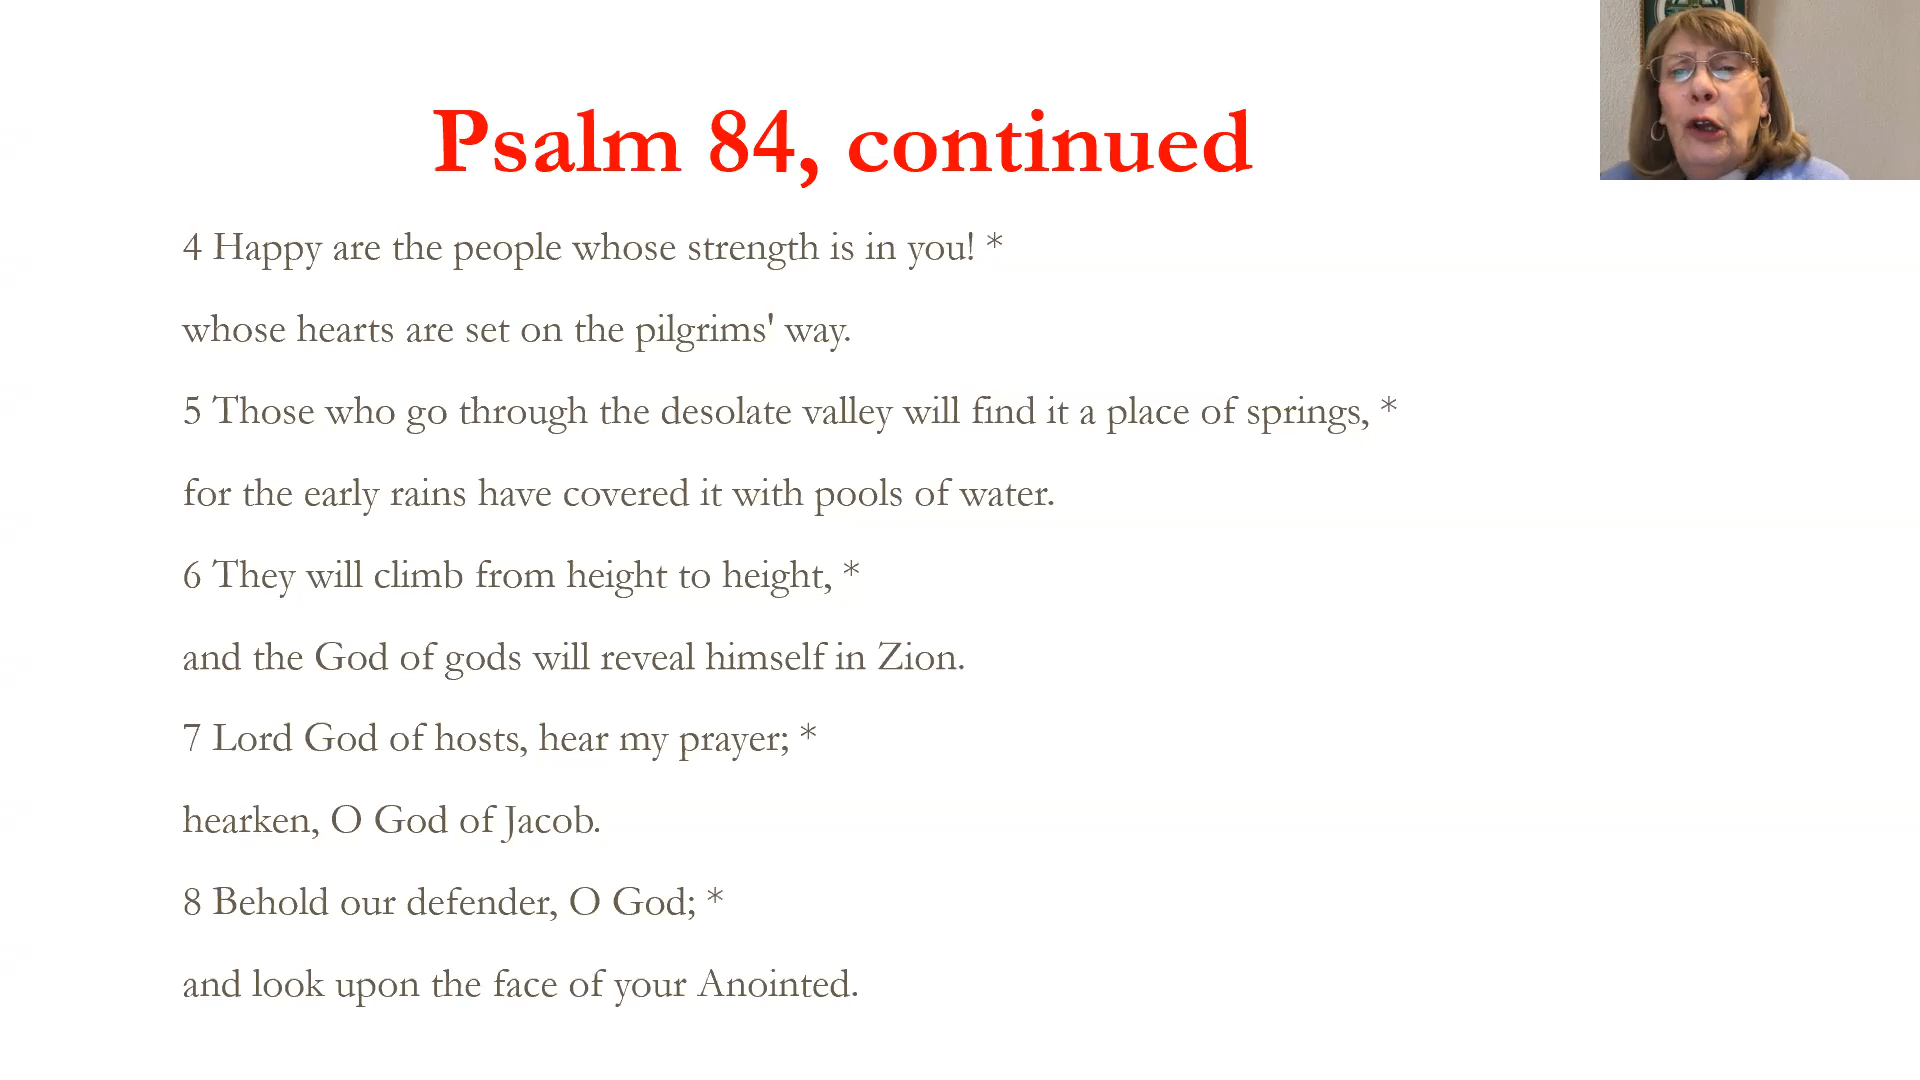 Psalm 84, continued
4 Happy are the people whose strength is in you! *
whose hearts are set on the pilgrims' way.
5 Those who go through the desolate valley will find it a place of springs, *
for the early rains have covered it with pools of water.
6 They will climb from height to height, *
and the God of gods will reveal himself in Zion.
7 Lord God of hosts, hear my prayer; *
hearken, O God of Jacob.
8 Behold our defender, O God; *
and look upon the face of your Anointed.